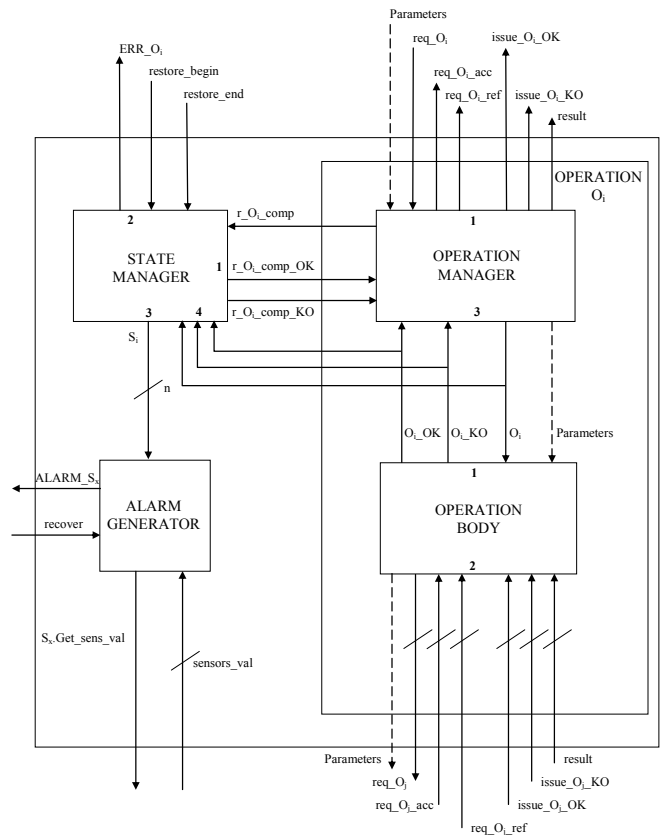 Parameters
req_Oi
issue_Oi_OK
ERR_Oi
restore_begin
req_Oi_acc
restore_end
req_Oi_ref
issue_Oi_KO
result
OPERATION
Oi
r_Oi_comp
2
1
STATE
MANAGER
1
r_Oi_comp_OK
OPERATION
MANAGER
r_Oi_comp_KO
3
4
3
Si
n
Oi_OK
Oi_KO
Oi
Parameters
ALARM_Sx
1
ALARM
GENERATOR
OPERATION
BODY
recover
2
Sx.Get_sens_val
sensors_val
Parameters
result
req_Oj
issue_Oj_KO
req_Oj_acc
issue_Oj_OK
req_Oi_ref